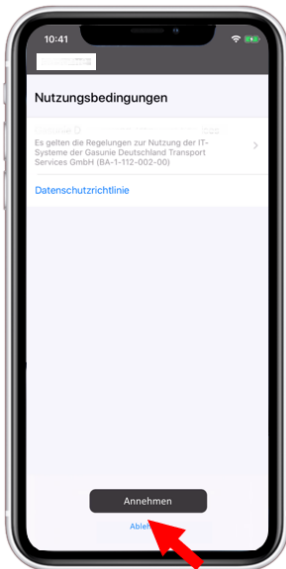 10:41
Nutzungsbedingungen
Es gelten die Regelungen zur Nutzung der IT-
Systeme der Gasunie Deutschland Transport
Services GmbH (BA-1-112-002-00)
Datenschutzrichtlinie
Annehmen